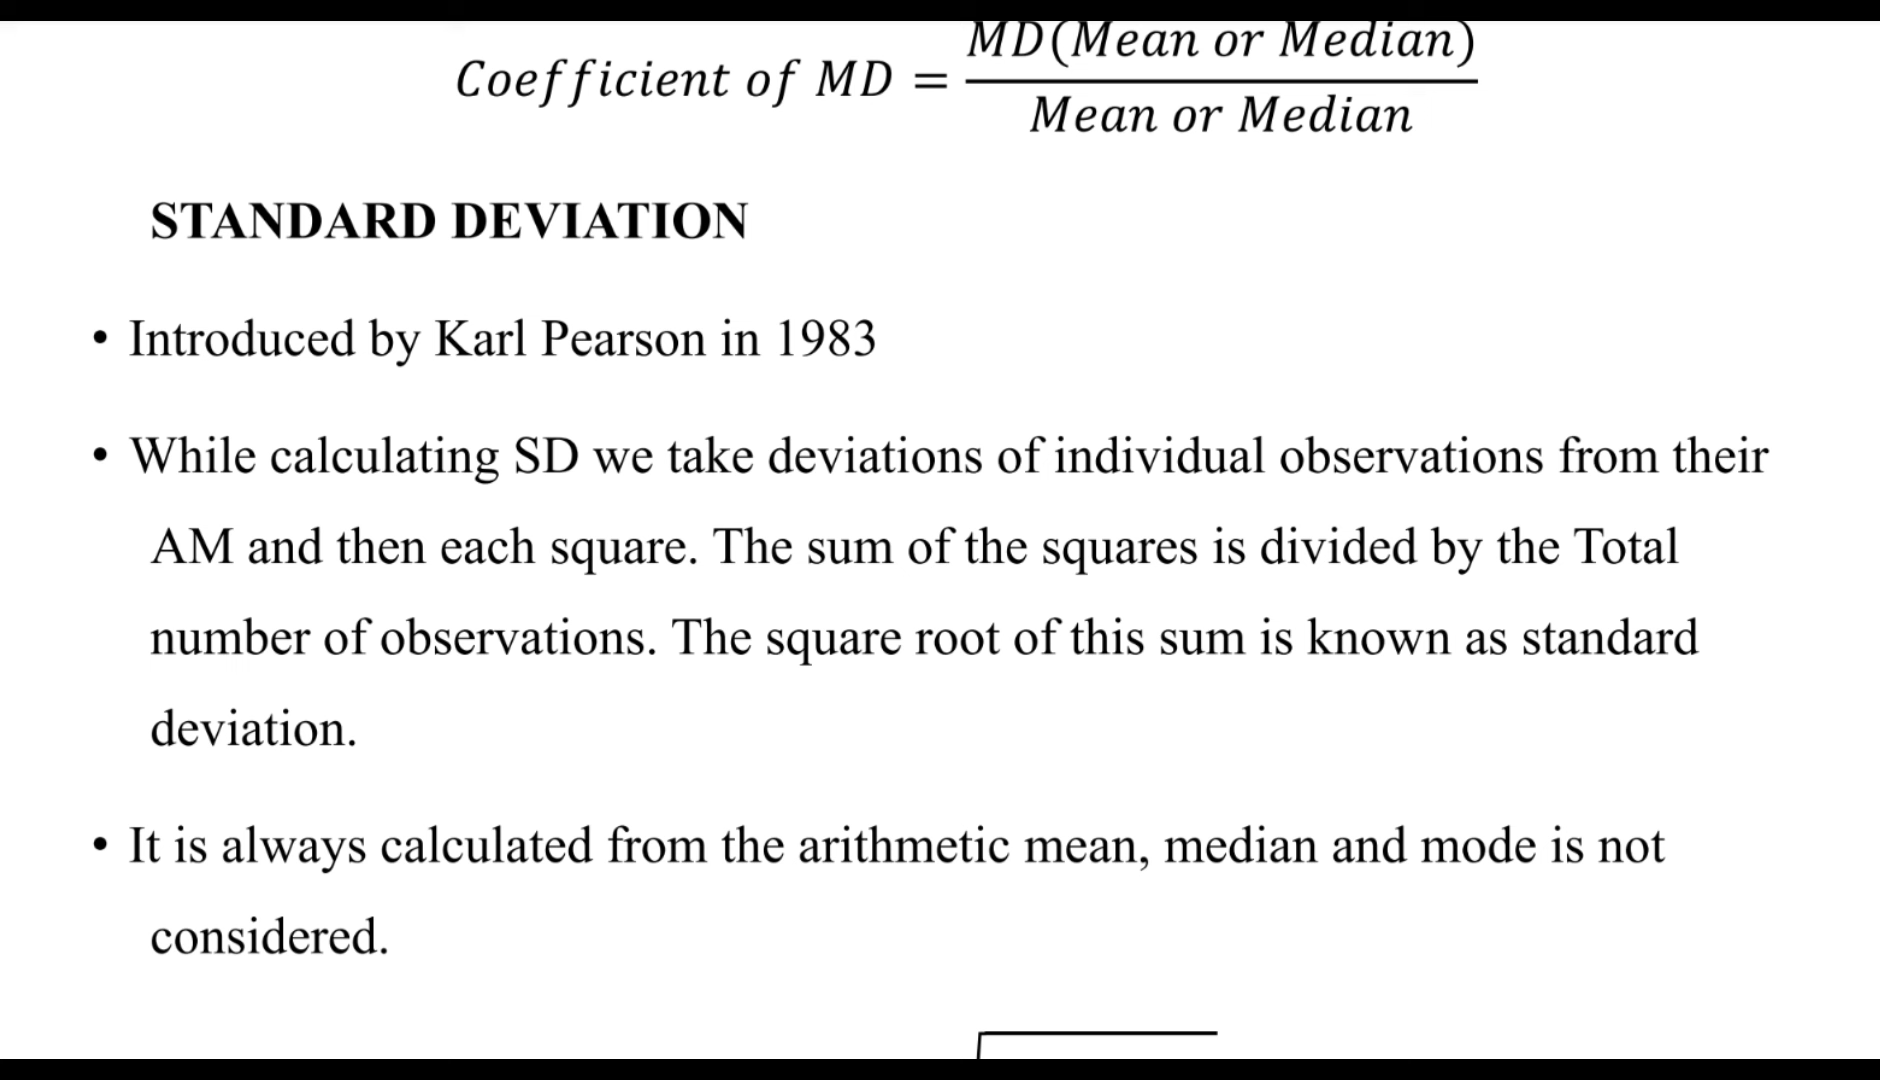 Coefficient of MD = MD(Mean or Median) / Mean or Median
STANDARD DEVIATION
• Introduced by Karl Pearson in 1983
• While calculating SD we take deviations of individual observations from their
AM and then each square. The sum of the squares is divided by the Total
number of observations. The square root of this sum is known as standard
deviation.
• It is always calculated from the arithmetic mean, median and mode is not
considered.